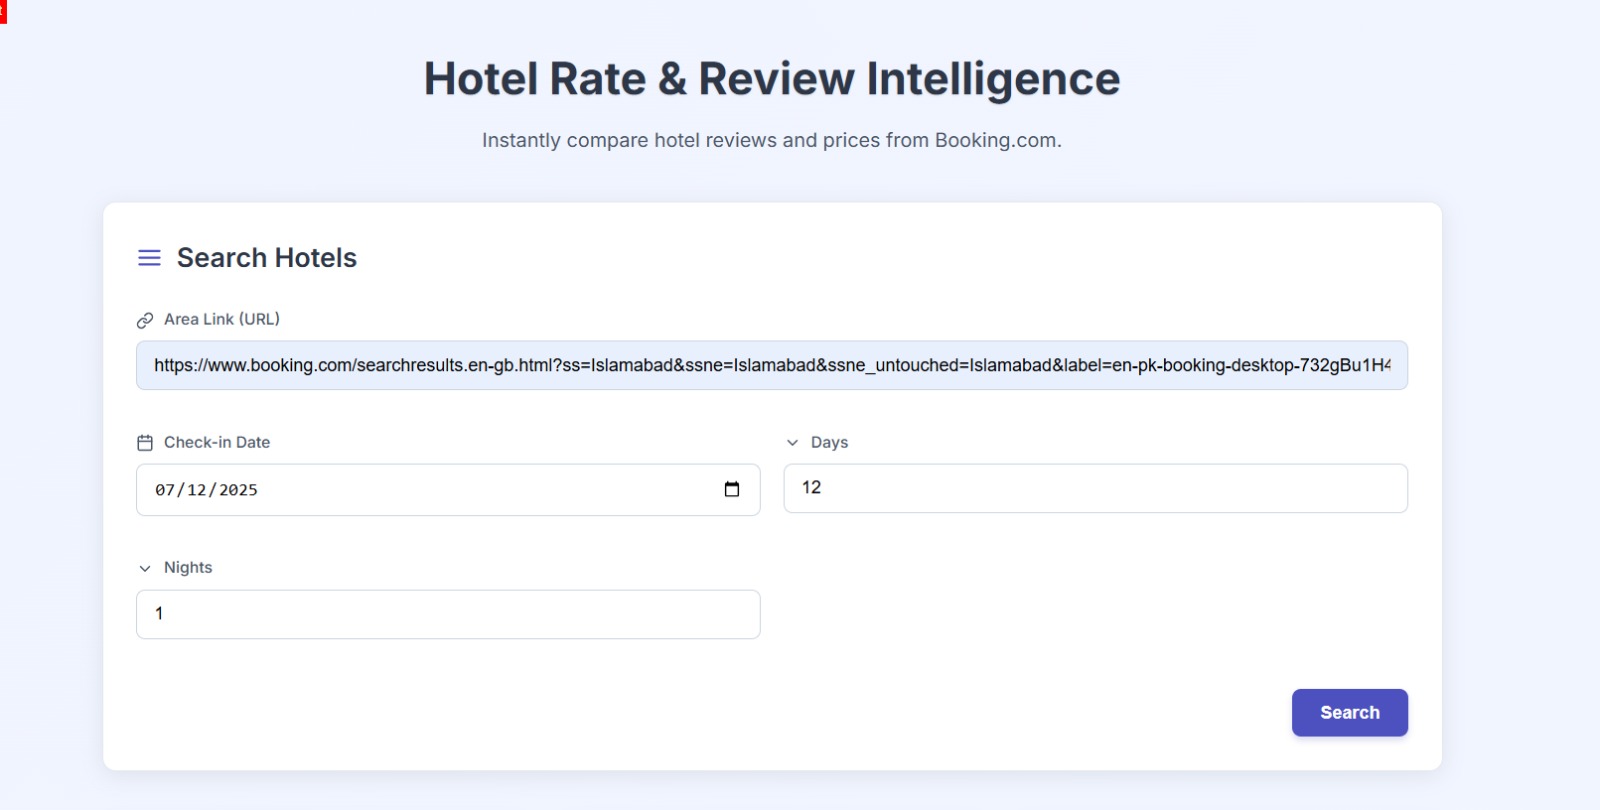 Hotel Rate & Review Intelligence
Instantly compare hotel reviews and prices from Booking.com.
Search Hotels
Area Link (URL)
https://www.booking.com/searchresults.en-gb.html?ss=Islamabad&ssne=Islamabad&ssne_untouched=Islamabad&label=en-pk-booking-desktop-732gBu1H4
Check-in Date
Days
07/12/2025
12
Nights
1
Search